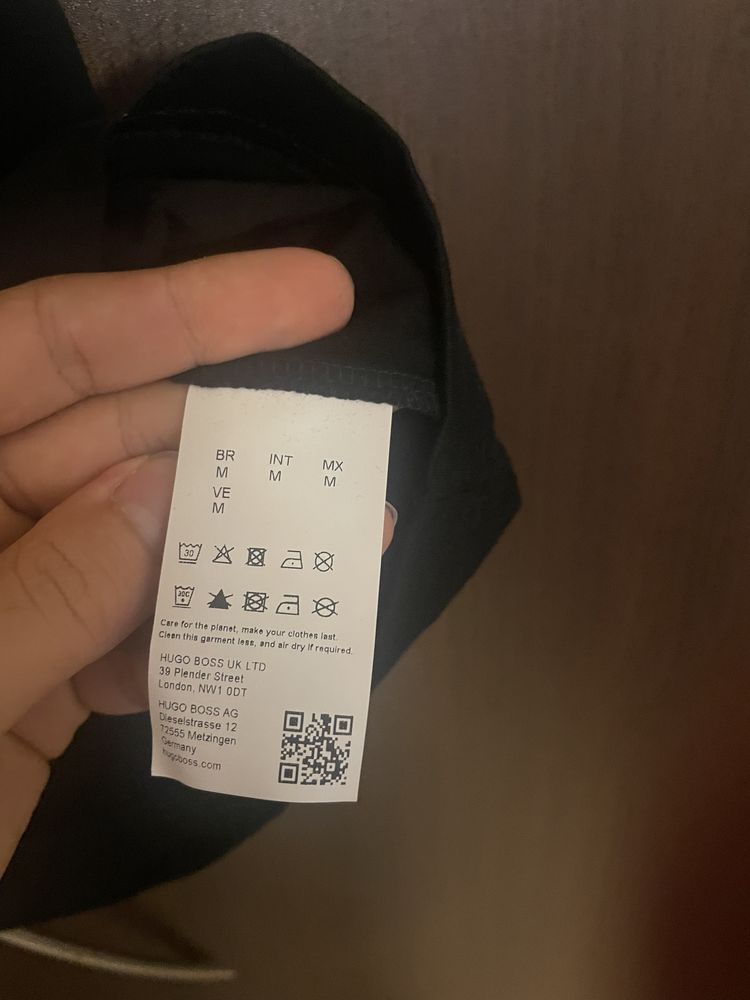 BR INT MX
M M M
VE
M
30
30C
Care for the planet, make your clothes last.
Clean this garment less, and air dry if required.
HUGO BOSS UK LTD
39 Plender Street
London, NW1 0DT
HUGO BOSS AG
Dieselstrasse 12
72555 Metzingen
Germany
hugoboss.com